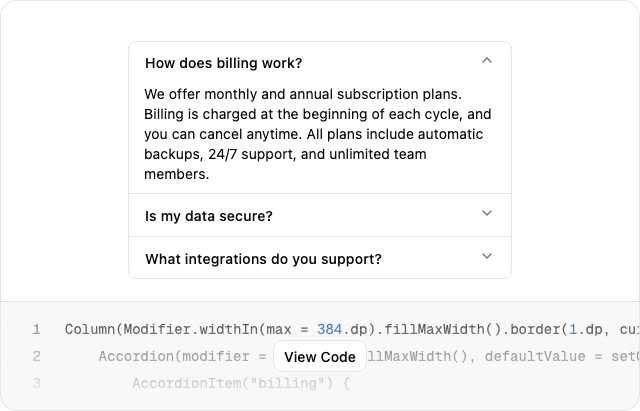 How does billing work?
We offer monthly and annual subscription plans.
Billing is charged at the beginning of each cycle, and
you can cancel anytime. All plans include automatic
backups, 24/7 support, and unlimited team
members.
Is my data secure?
What integrations do you support?
1 Column(Modifier.widthIn(max = 384.dp).fillMaxWidth().border(1.dp,
2 Accordion(modifier = llMaxWidth(), defaultValue =
View Code
3 AccordionItem("billing") {